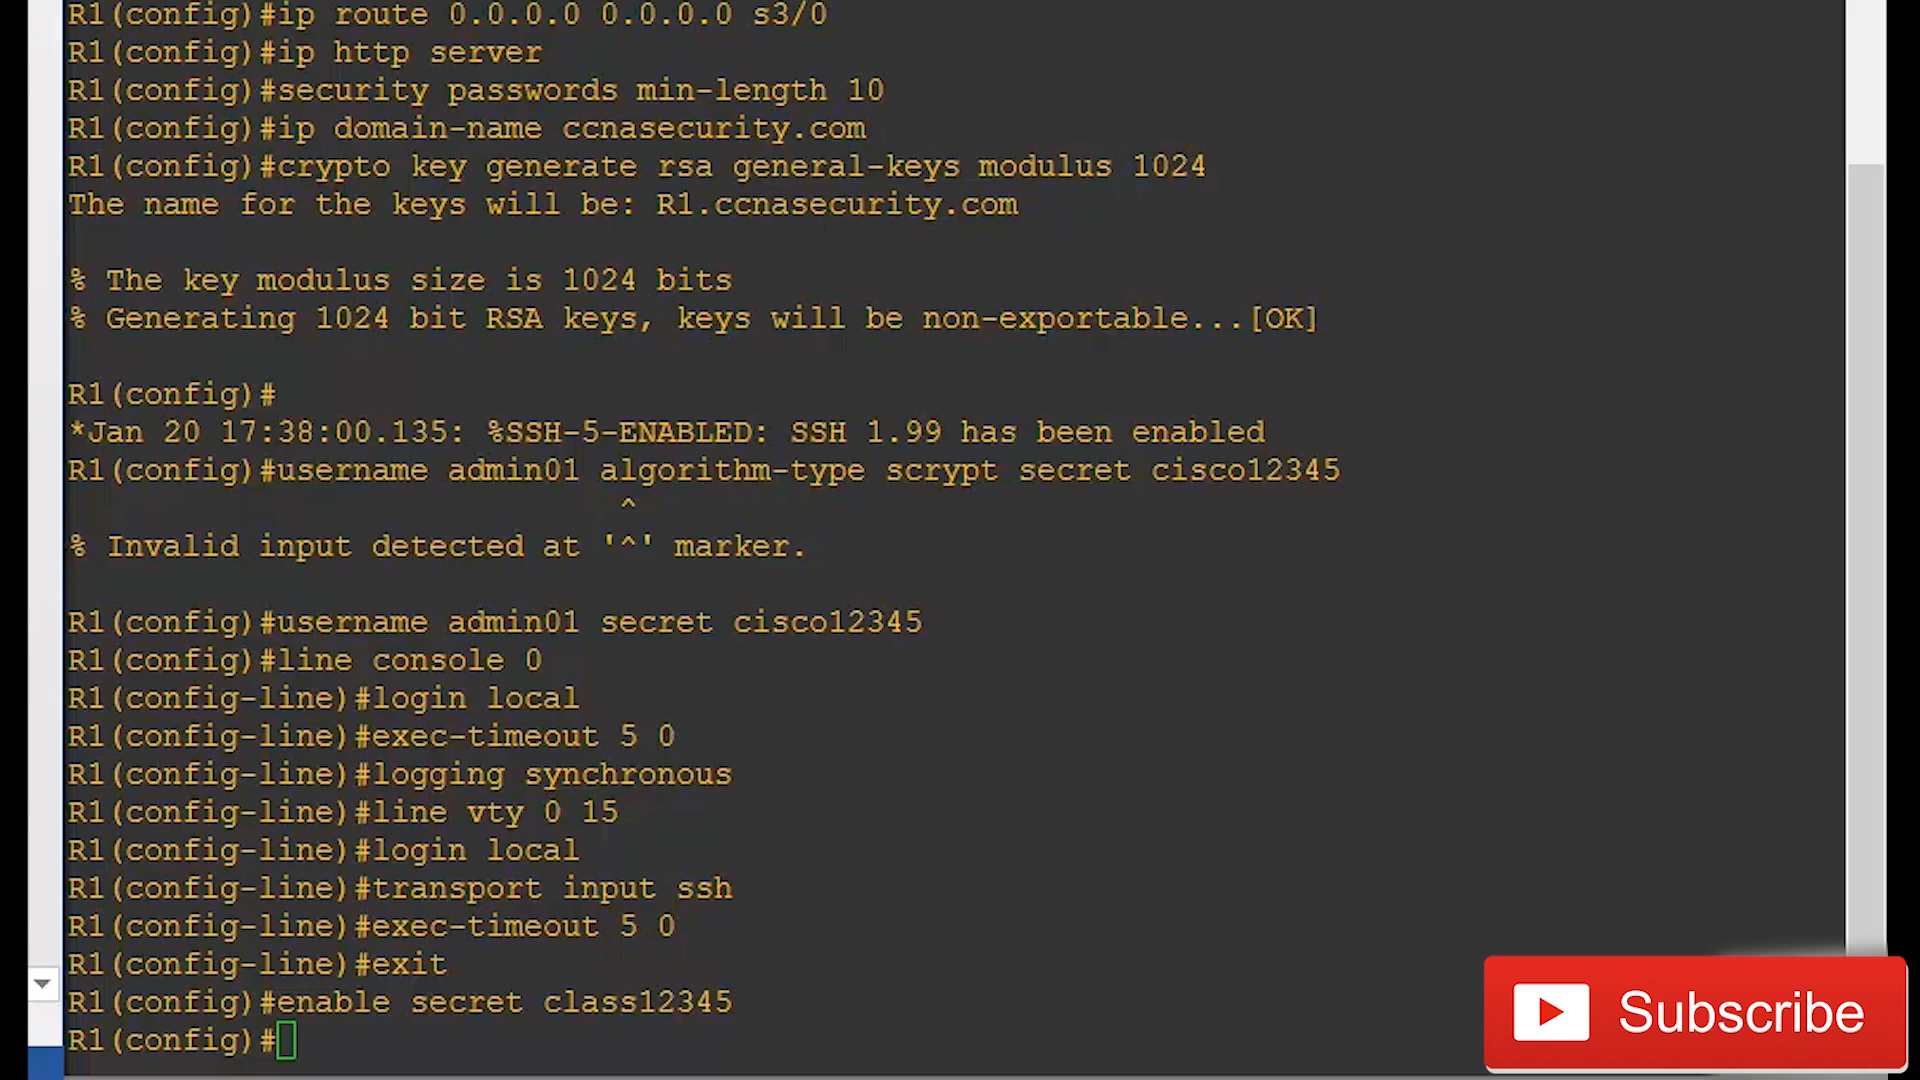 R1(config)#ip route 0.0.0.0 0.0.0.0 s3/0
R1(config)#ip http server
R1(config)#security passwords min-length 10
R1(config)#ip domain-name ccnasecurity.com
R1(config)#crypto key generate rsa general-keys modulus 1024
The name for the keys will be: R1.ccnasecurity.com
% The key modulus size is 1024 bits
% Generating 1024 bit RSA keys, keys will be non-exportable...[OK]
R1(config)#
*Jan 20 17:38:00.135: %SSH-5-ENABLED: SSH 1.99 has been enabled
R1(config)#username admin01 algorithm-type scrypt secret cisco12345
^
% Invalid input detected at '^' marker.
R1(config)#username admin01 secret cisco12345
R1(config)#line console 0
R1(config-line)#login local
R1(config-line)#exec-timeout 5 0
R1(config-line)#logging synchronous
R1(config-line)#line vty 0 15
R1(config-line)#login local
R1(config-line)#transport input ssh
R1(config-line)#exec-timeout 5 0
R1(config-line)#exit
R1(config)#enable secret class12345
R1(config)#
Subscribe